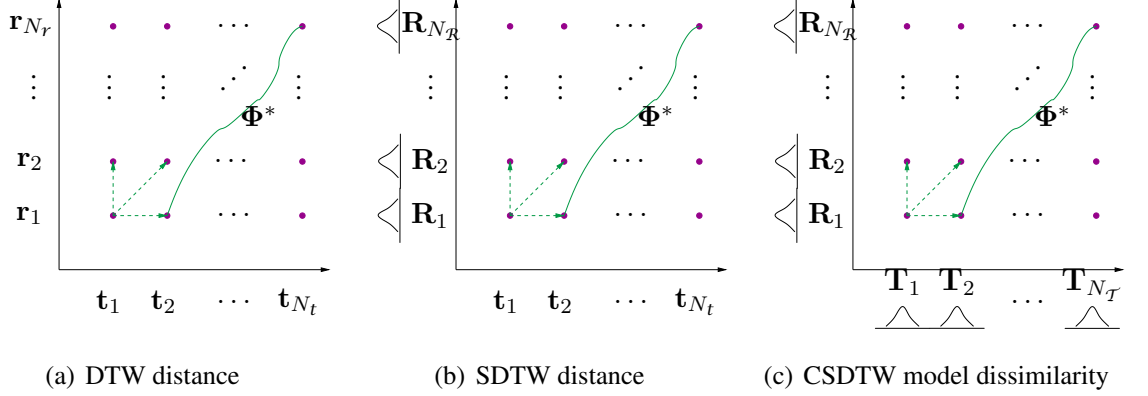 r_{N_r} R_{N_R} R_{N_R}
Φ* Φ* Φ*
r_2 R_2 R_2
r_1 R_1 R_1
t_1 t_2 ··· t_{N_t} t_1 t_2 ··· t_{N_t} T_1 T_2 ··· T_{N_T}
(a) DTW distance (b) SDTW distance (c) CSDTW model dissimilarity